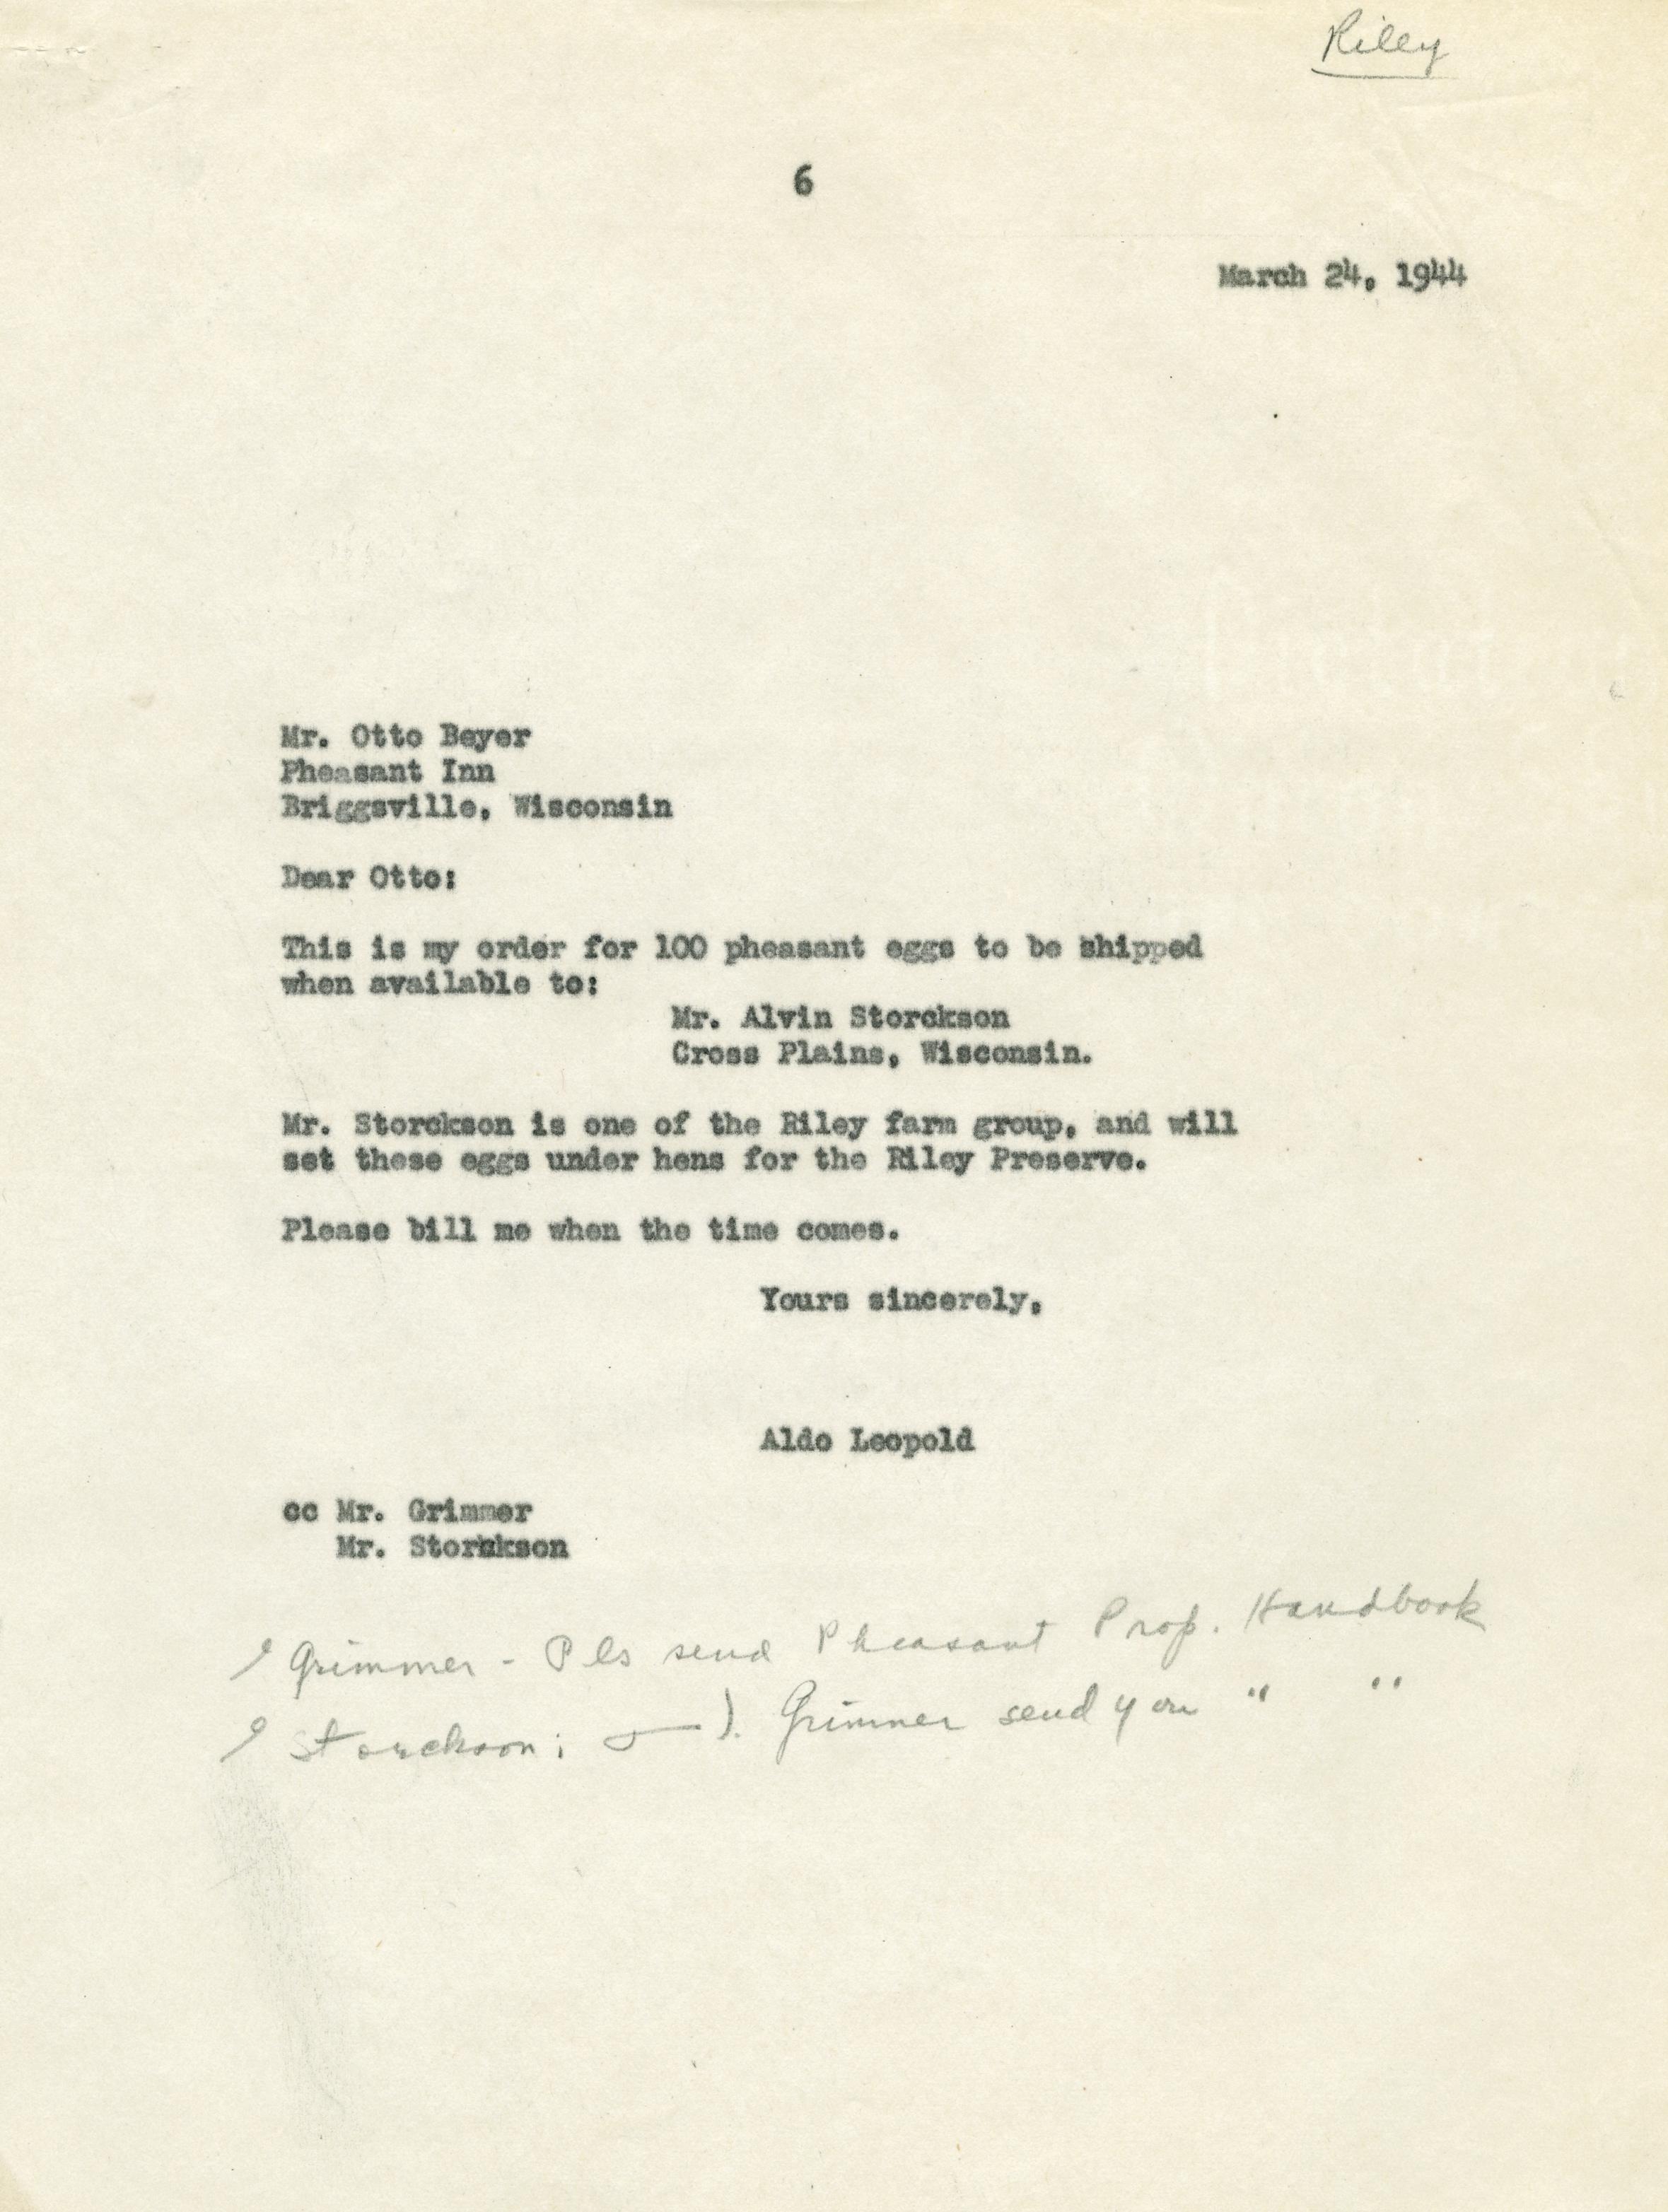 Riley
6
March 24, 1944
Mr. Otto Beyer
Pheasant Inn
Briggsville, Wisconsin
Dear Otto:
This is my order for 100 pheasant eggs to be shipped
when available to:
Mr. Alvin Storckson
Cross Plains, Wisconsin.
Mr. Storckson is one of the Riley farm group, and will
set these eggs under hens for the Riley Preserve.
Please bill me when the time comes.
Yours sincerely,
Aldo Leopold
cc Mr. Grimmer
Mr. Storckson
Grimmer - Pls send Pheasant Prop. Handbook
Storckson: Grimmer send you " "